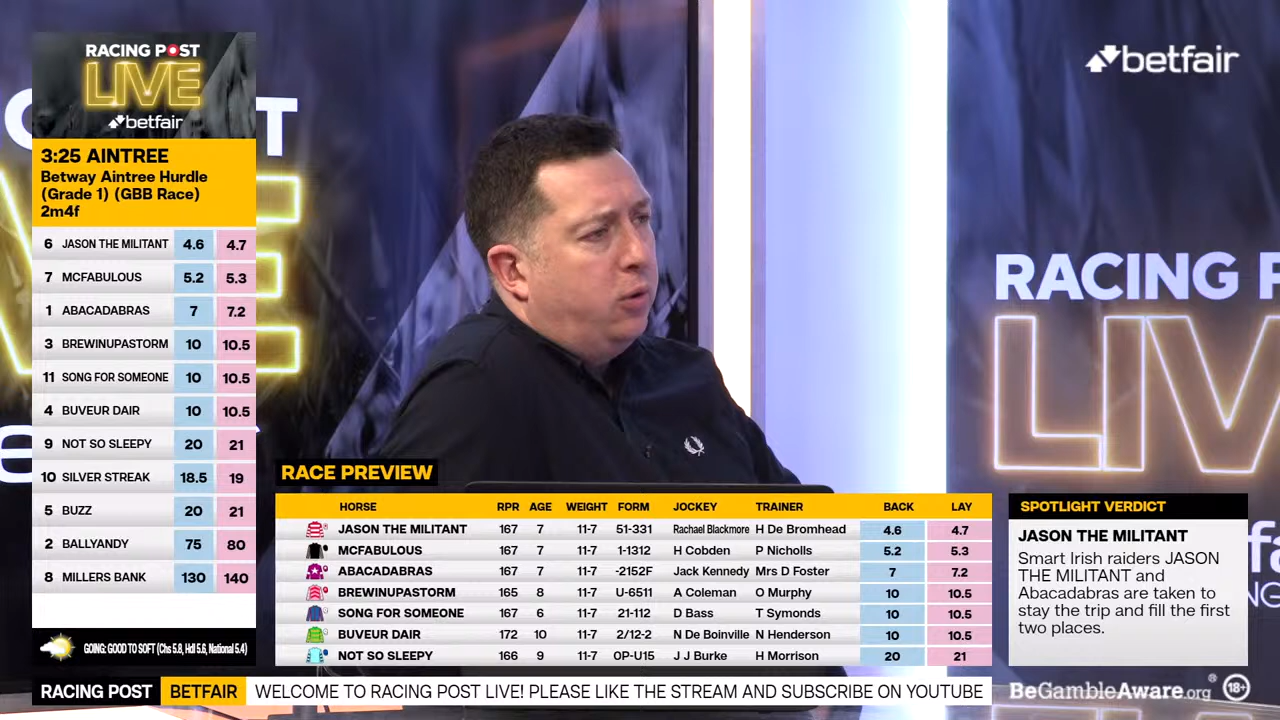 RACING POST
LIVE
betfair
3:25 AINTREE
Betway Aintree Hurdle
(Grade 1) (GBB Race)
2m4f
6 JASON THE MILITANT 4.6 4.7
7 MCFABULOUS 5.2 5.3
1 ABACADABRAS 7 7.2
3 BREWINUPASTORM 10 10.5
11 SONG FOR SOMEONE 10 10.5
4 BUVEUR DAIR 10 10.5
9 NOT SO SLEEPY 20 21
10 SILVER STREAK 18.5 19
5 BUZZ 20 21
2 BALLYANDY 75 80
8 MILLERS BANK 130 140
GOING: GOOD TO SOFT (Chs 5.8, Hdl 5.6, National 5.4)
betfair
RACING P
LIV
RACE PREVIEW
HORSE RPR AGE WEIGHT FORM JOCKEY TRAINER BACK LAY
JASON THE MILITANT 167 7 11-7 51-331 Rachael Blackmore H De Bromhead 4.6 4.7
MCFABULOUS 167 7 11-7 1-1312 H Cobden P Nicholls 5.2 5.3
ABACADABRAS 167 7 11-7 -2152F Jack Kennedy Mrs D Foster 7 7.2
BREWINUPASTORM 165 8 11-7 U-6511 A Coleman O Murphy 10 10.5
SONG FOR SOMEONE 167 6 11-7 21-112 D Bass T Symonds 10 10.5
BUVEUR DAIR 172 10 11-7 2/12-2 N De Boinville N Henderson 10 10.5
NOT SO SLEEPY 166 9 11-7 0P-U15 J J Burke H Morrison 20 21
SPOTLIGHT VERDICT
JASON THE MILITANT
Smart Irish raiders JASON
THE MILITANT and
Abacadabras are taken to
stay the trip and fill the first
two places.
RACING POST BETFAIR WELCOME TO RACING POST LIVE! PLEASE LIKE THE STREAM AND SUBSCRIBE ON YOUTUBE
BeGambleAware.org® 18+